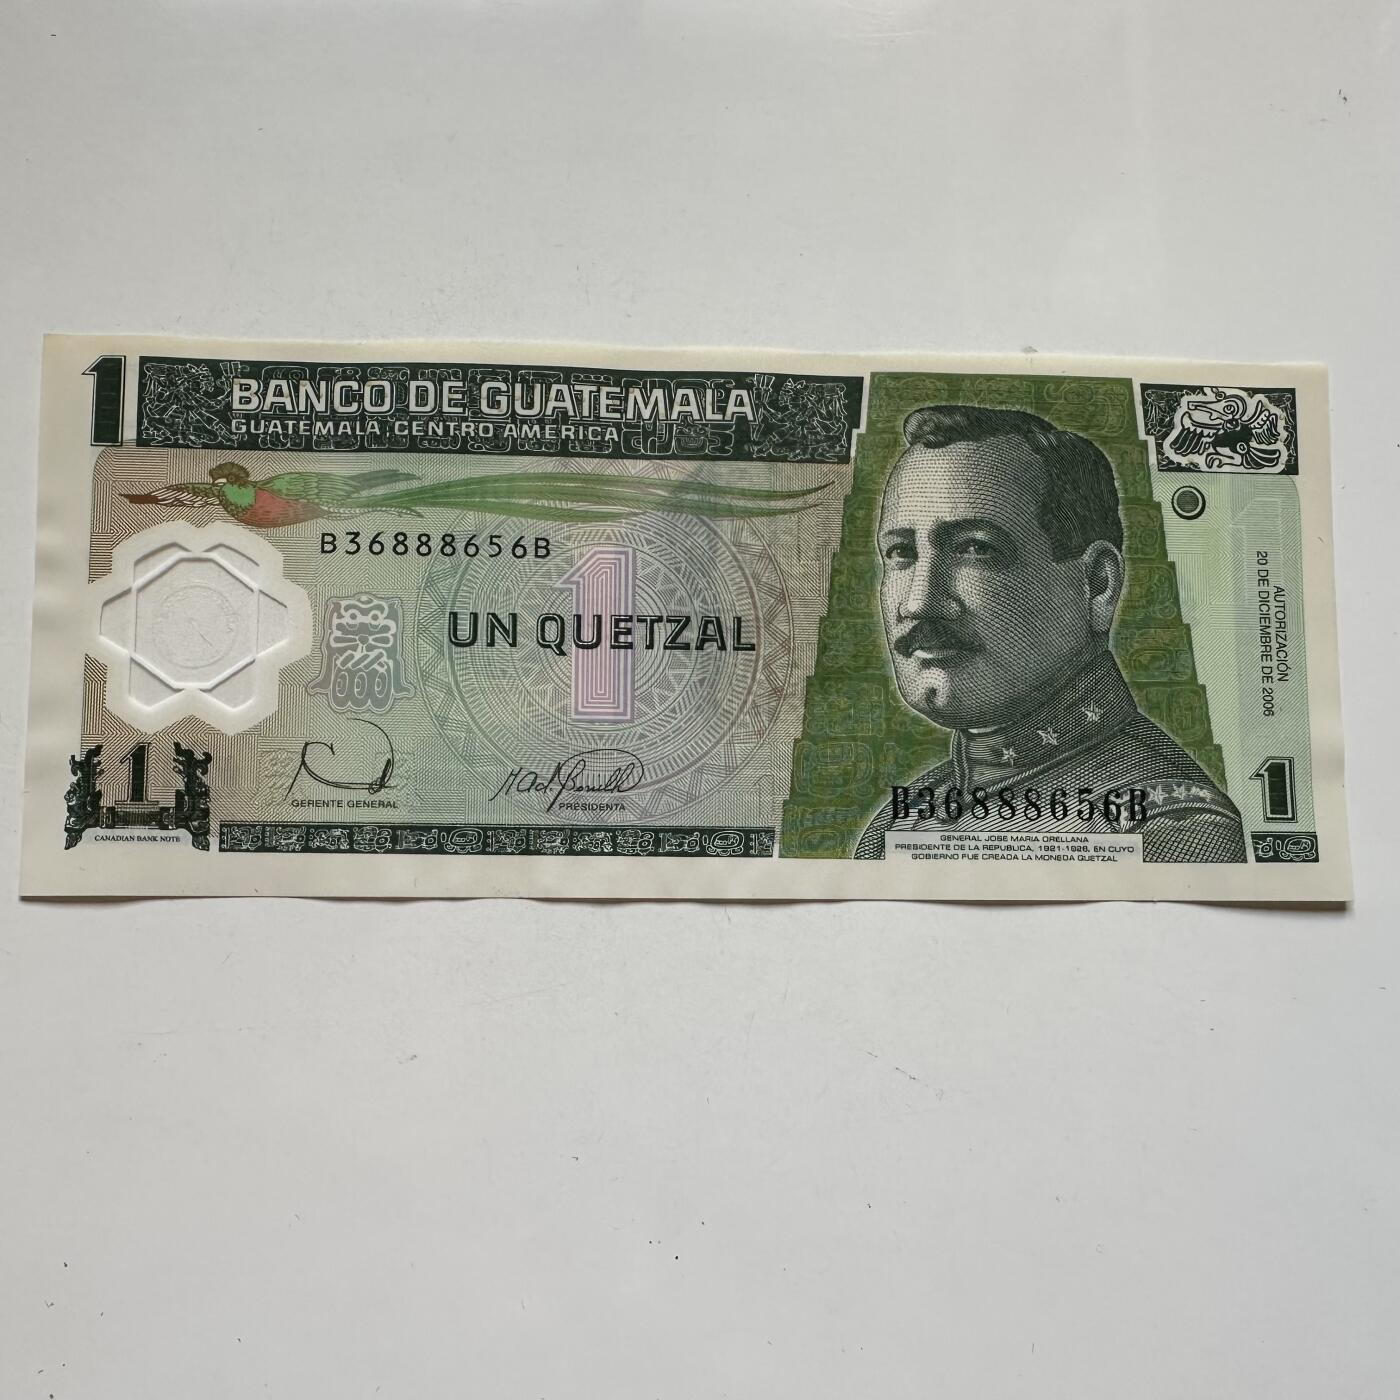 1
BANCO DE GUATEMALA
GUATEMALA, CENTRO AMERICA
B36888656B
1
UN QUETZAL
AUTORIZACIÓN
20 DE DICIEMBRE DE 2006
1
GERENTE GENERAL
PRESIDENTA
CANADIAN BANK NOTE
B36888656B
1
GENERAL JOSE MARIA ORELLANA
PRESIDENTE DE LA REPUBLICA, 1921-1926, EN CUYO
GOBIERNO FUE CREADA LA MONEDA QUETZAL